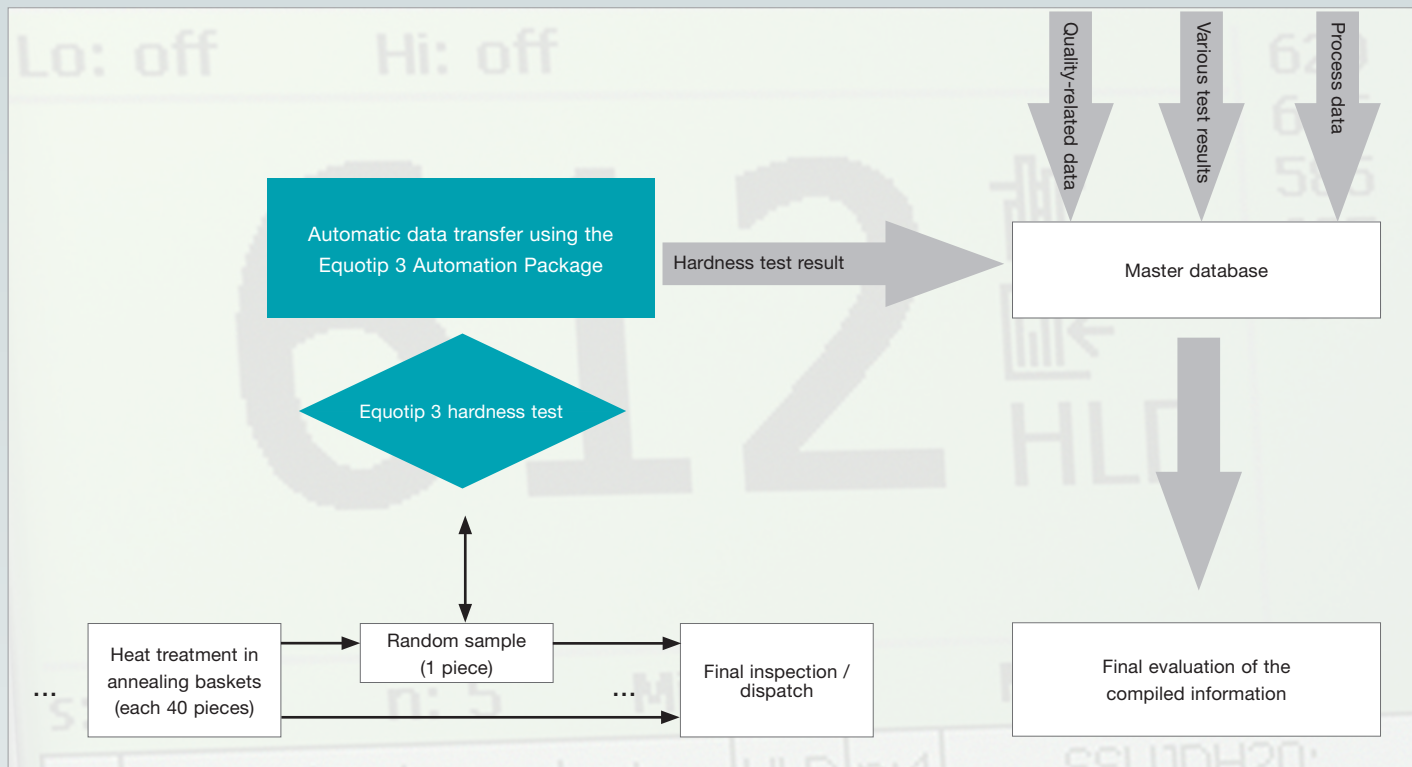 Lo: off
Hi: off
Quality-related data
Various test results
Process data
612
HLD
Automatic data transfer using the
Equotip 3 Automation Package
Hardness test result
Master database
Equotip 3 hardness test
Heat treatment in
annealing baskets
(each 40 pieces)
...
Random sample
(1 piece)
...
Final inspection /
dispatch
Final evaluation of the
compiled information
n: 5